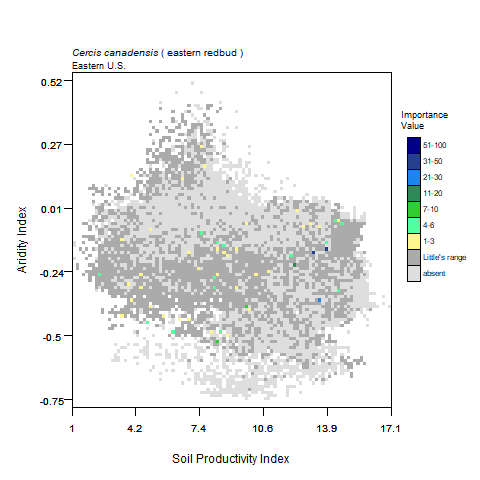 Cercis canadensis ( eastern redbud )
Eastern U.S.
Importance
Value
51-100
31-50
21-30
11-20
7-10
4-6
1-3
Little's range
absent
0.52
0.27
0.01
-0.24
-0.5
-0.75
Aridity Index
1 4.2 7.4 10.6 13.9 17.1
Soil Productivity Index